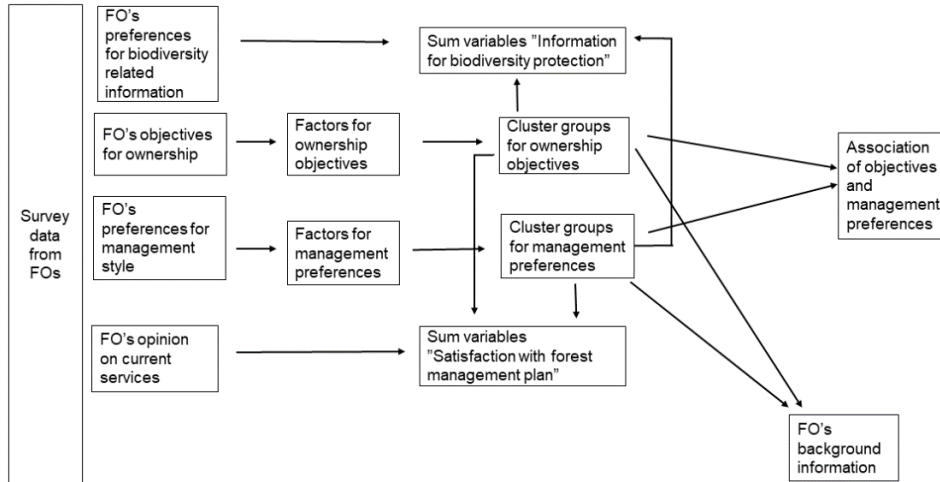 Survey
data
from
FOs
FO's
preferences
for biodiversity
related
information
Sum variables ”Information
for biodiversity protection”
FO's objectives
for ownership
Factors for
ownership
objectives
Cluster groups
for ownership
objectives
Association
of objectives
and
management
preferences
FO's
preferences for
management
style
Factors for
management
preferences
Cluster groups
for management
preferences
FO's opinion
on current
services
Sum variables
”Satisfaction with forest
management plan”
FO's
background
information